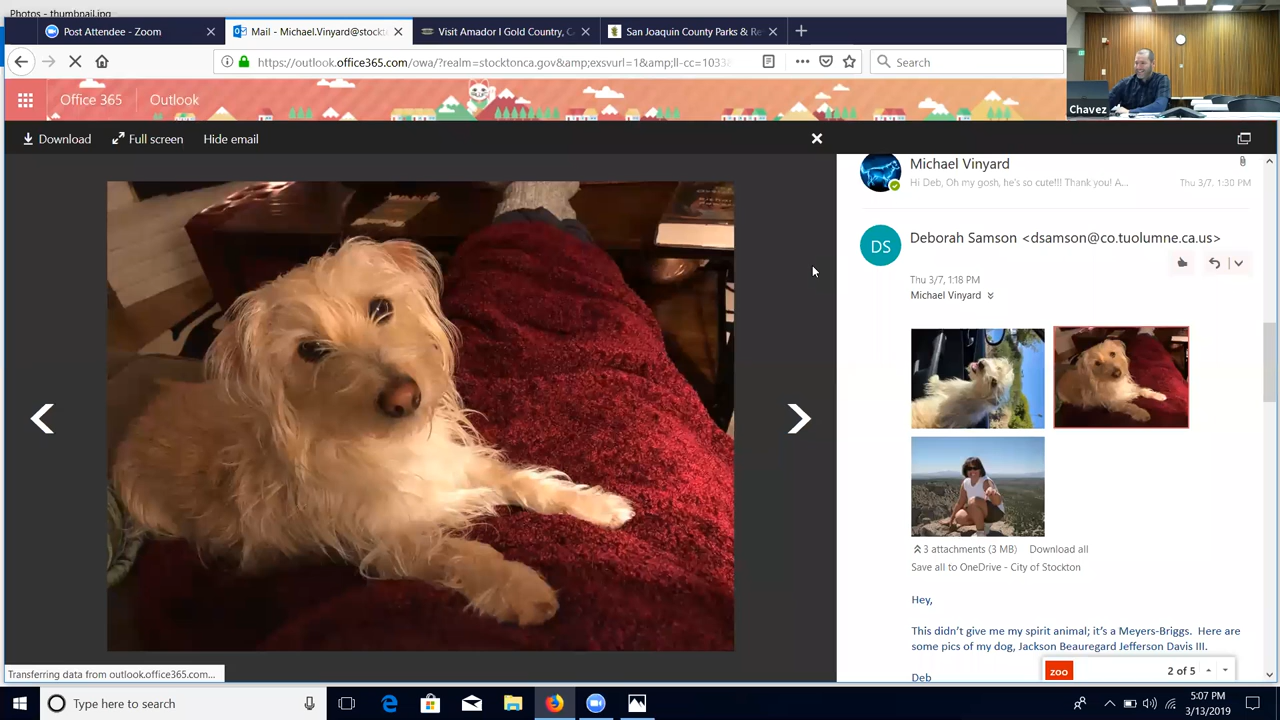 Photos - thumbnail.jpg
Post Attendee - Zoom
Mail - Michael.Vinyard@stockt
Visit Amador I Gold Country, C
San Joaquin County Parks & Re
https://outlook.office365.com/owa/?realm=stocktonca.gov&amp;exsvurl=1&amp;ll-cc=1033&
Search
Chavez
Office 365
Outlook
Download
Full screen
Hide email
Michael Vinyard
Hi Deb, Oh my gosh, he's so cute!!! Thank you! A...
Thu 3/7, 1:30 PM
Deborah Samson <dsamson@co.tuolumne.ca.us>
DS
Thu 3/7, 1:18 PM
Michael Vinyard
3 attachments (3 MB)
Download all
Save all to OneDrive - City of Stockton
Hey,
This didn't give me my spirit animal; it's a Meyers-Briggs. Here are
some pics of my dog, Jackson Beauregard Jefferson Davis III.
Deb
zoo
2 of 5
Transferring data from outlook.office365.com...
Type here to search
5:07 PM
3/13/2019